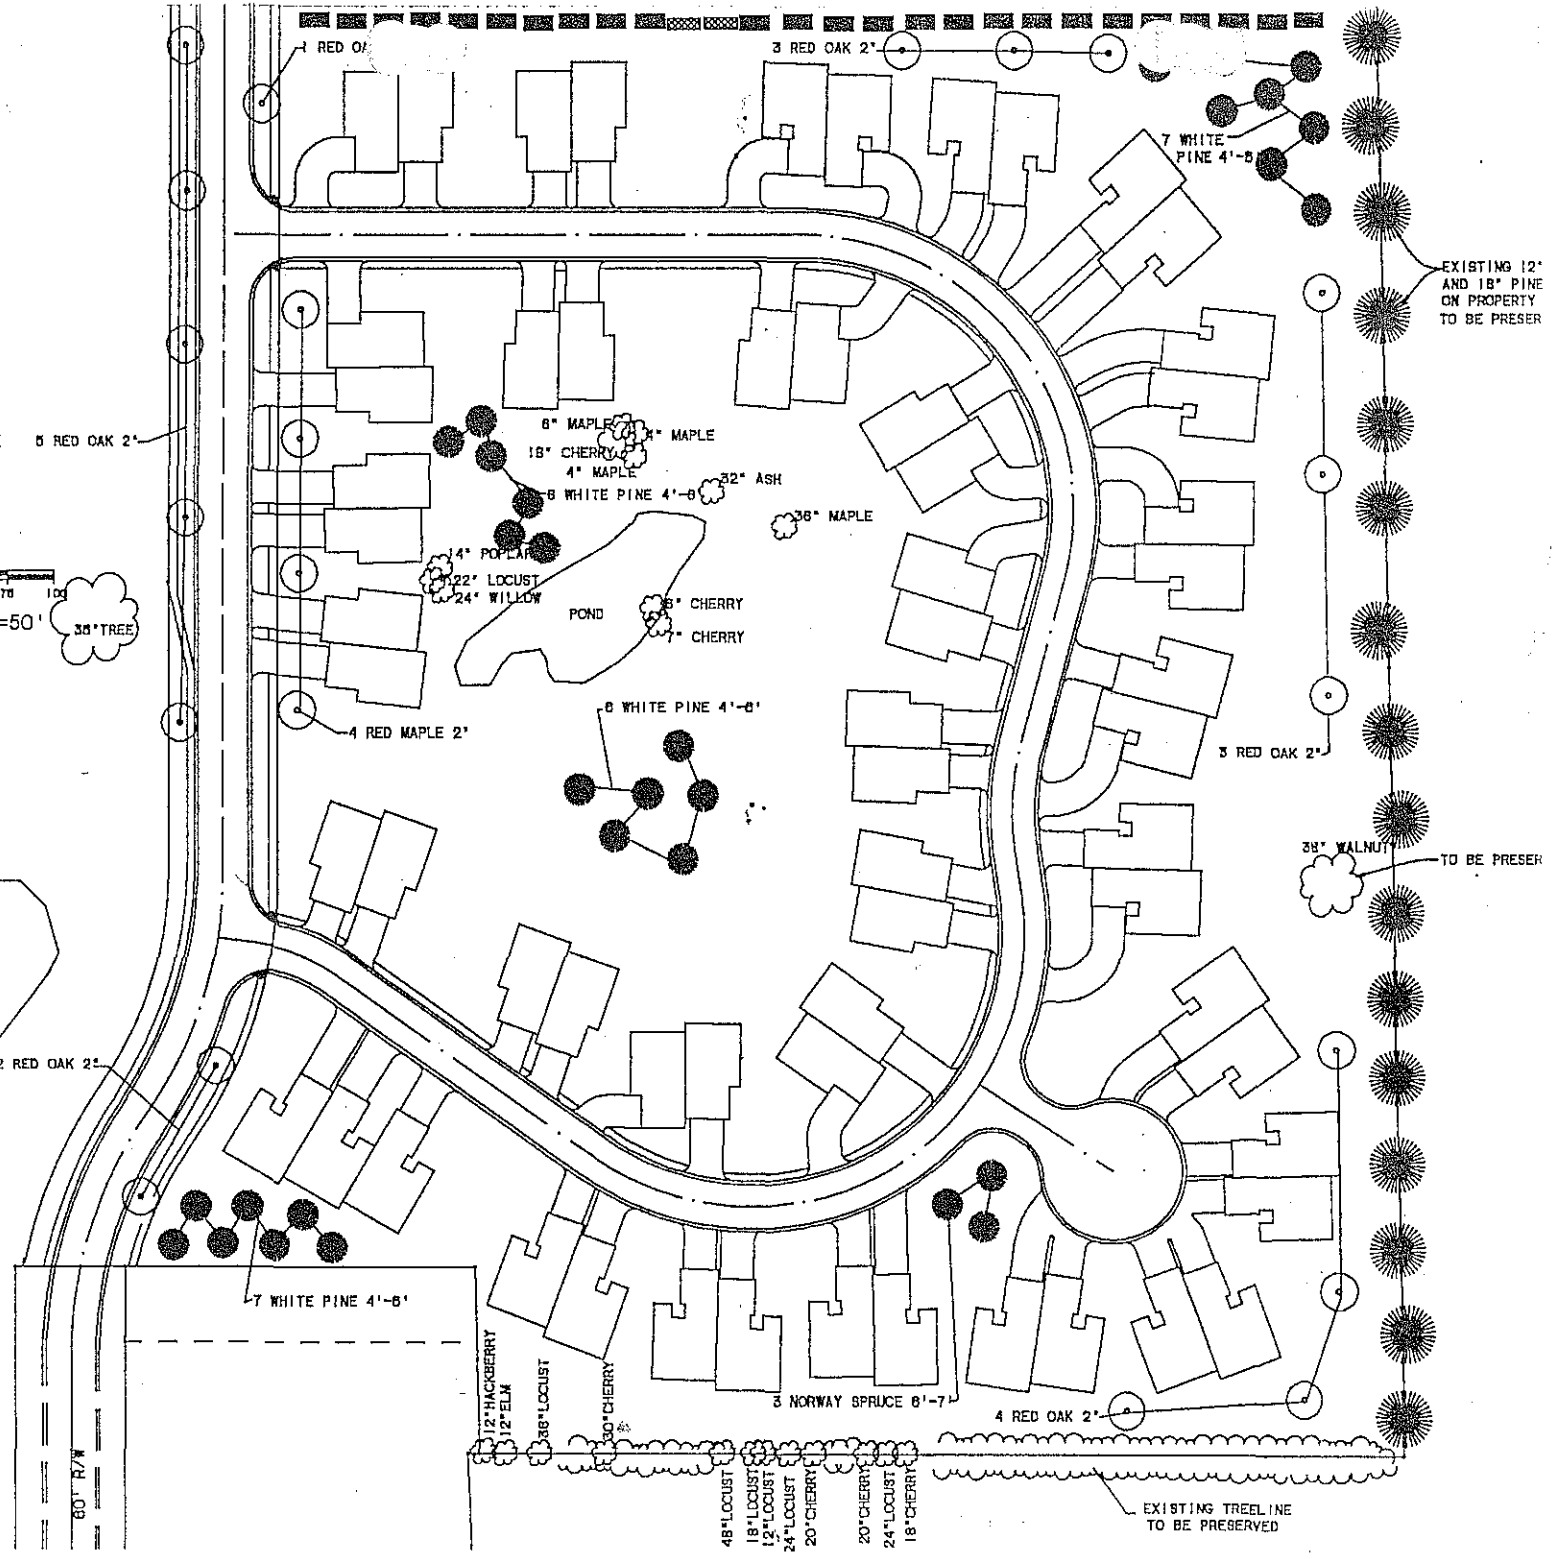 1 RED
3 RED OAK 2"
7 WHITE
PINE 4'-6'
EXISTING 12"
AND 18" PINE
ON PROPERTY
TO BE PRESER
5 RED OAK 2"
6" MAPLE
4" MAPLE
18" CHERRY
4" MAPLE
32" ASH
6 WHITE PINE 4'-6'
36" MAPLE
14" POPLAR
22" LOCUST
24" WILLOW
75 100
=50'
36"TREE
POND
8" CHERRY
7" CHERRY
6 WHITE PINE 4'-6'
4 RED MAPLE 2"
3 RED OAK 2"
38" WALNUT
TO BE PRESER
2 RED OAK 2"
7 WHITE PINE 4'-6'
3 NORWAY SPRUCE 6'-7'
4 RED OAK 2"
12"HACKBERRY
12"ELM
36"LOCUST
30"CHERRY
48"LOCUST
18"LOCUST
12"LOCUST
24"LOCUST
20"CHERRY
20"CHERRY
24"LOCUST
18"CHERRY
EXISTING TREELINE
TO BE PRESERVED
60' R/W